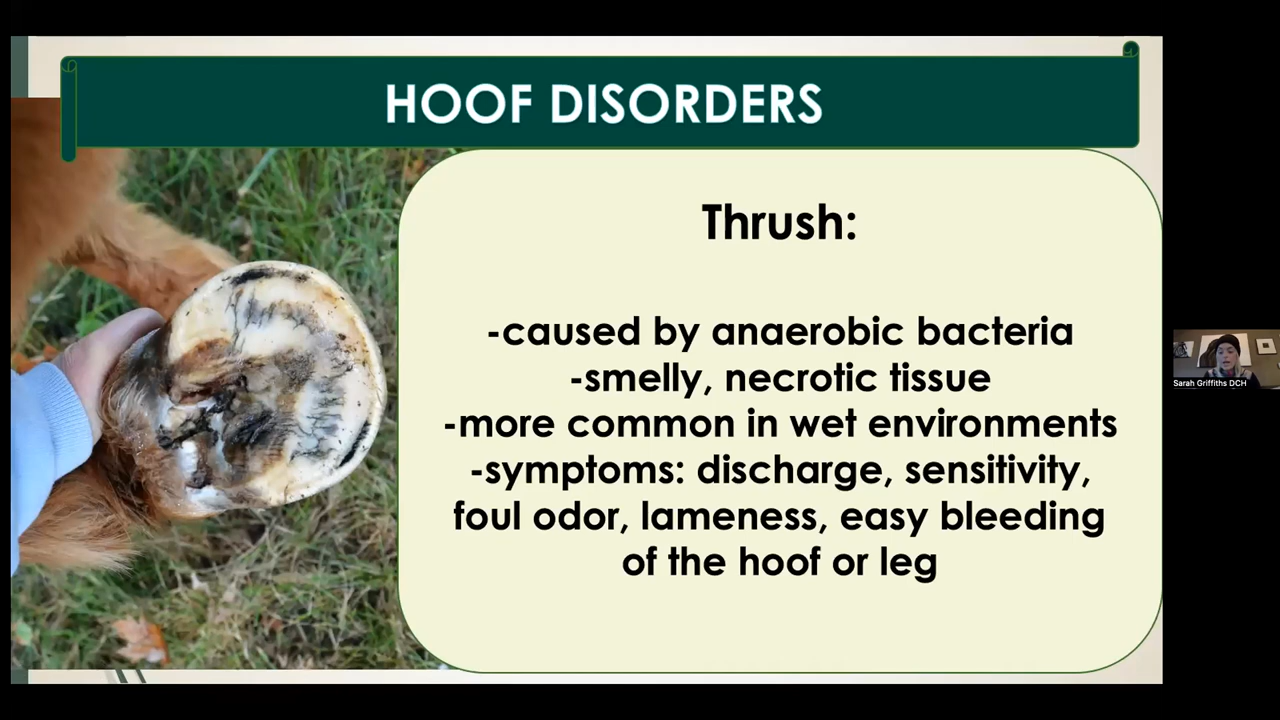 HOOF DISORDERS
Thrush:
-caused by anaerobic bacteria
-smelly, necrotic tissue
-more common in wet environments
-symptoms: discharge, sensitivity,
foul odor, lameness, easy bleeding
of the hoof or leg
Sarah Griffiths DCH